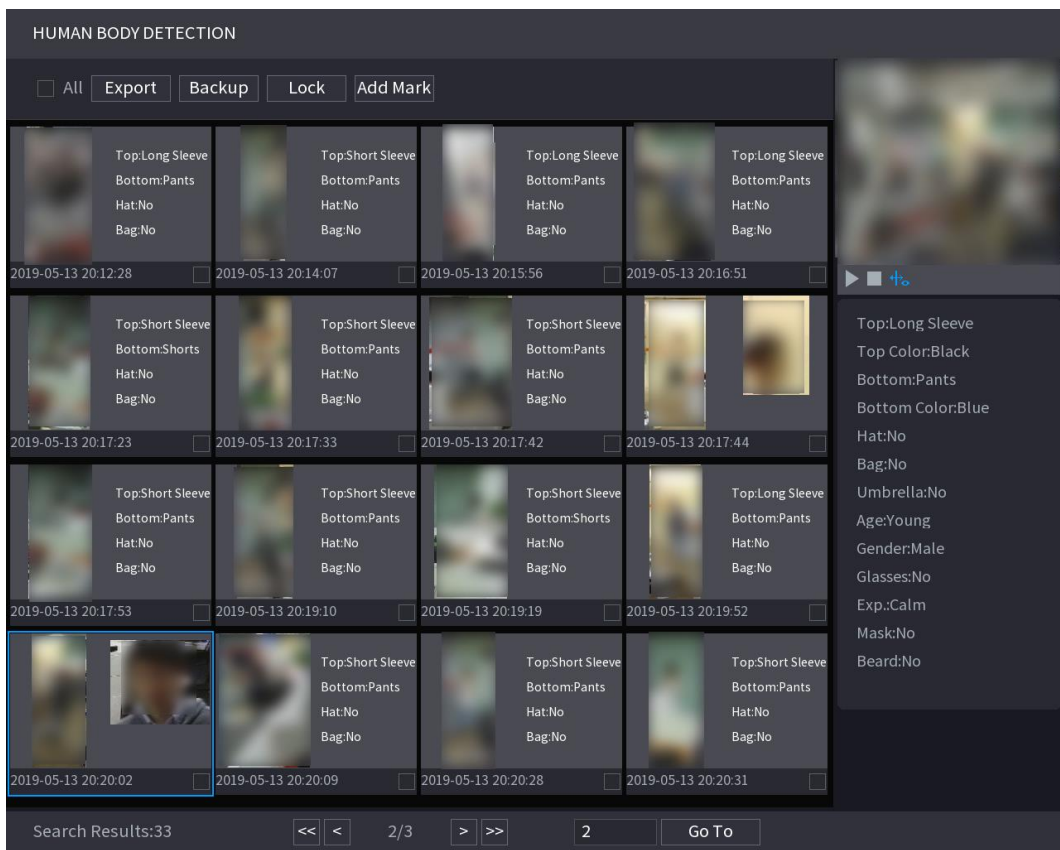 HUMAN BODY DETECTION
All Export Backup Lock Add Mark
Top:Long Sleeve
Bottom:Pants
Hat:No
Bag:No
2019-05-13 20:12:28
Top:Short Sleeve
Bottom:Pants
Hat:No
Bag:No
2019-05-13 20:14:07
Top:Long Sleeve
Bottom:Pants
Hat:No
Bag:No
2019-05-13 20:15:56
Top:Long Sleeve
Bottom:Pants
Hat:No
Bag:No
2019-05-13 20:16:51
Top:Short Sleeve
Bottom:Shorts
Hat:No
Bag:No
2019-05-13 20:17:23
Top:Short Sleeve
Bottom:Pants
Hat:No
Bag:No
2019-05-13 20:17:33
Top:Short Sleeve
Bottom:Pants
Hat:No
Bag:No
2019-05-13 20:17:42
2019-05-13 20:17:44
Top:Short Sleeve
Bottom:Pants
Hat:No
Bag:No
2019-05-13 20:17:53
Top:Short Sleeve
Bottom:Pants
Hat:No
Bag:No
2019-05-13 20:19:10
Top:Short Sleeve
Bottom:Shorts
Hat:No
Bag:No
2019-05-13 20:19:19
Top:Long Sleeve
Bottom:Pants
Hat:No
Bag:No
2019-05-13 20:19:52
2019-05-13 20:20:02
Top:Short Sleeve
Bottom:Pants
Hat:No
Bag:No
2019-05-13 20:20:09
Top:Short Sleeve
Bottom:Pants
Hat:No
Bag:No
2019-05-13 20:20:28
Top:Short Sleeve
Bottom:Pants
Hat:No
Bag:No
2019-05-13 20:20:31
Top:Long Sleeve
Top Color:Black
Bottom:Pants
Bottom Color:Blue
Hat:No
Bag:No
Umbrella:No
Age:Young
Gender:Male
Glasses:No
Exp.:Calm
Mask:No
Beard:No
Search Results:33 << < 2/3 > >> 2 Go To